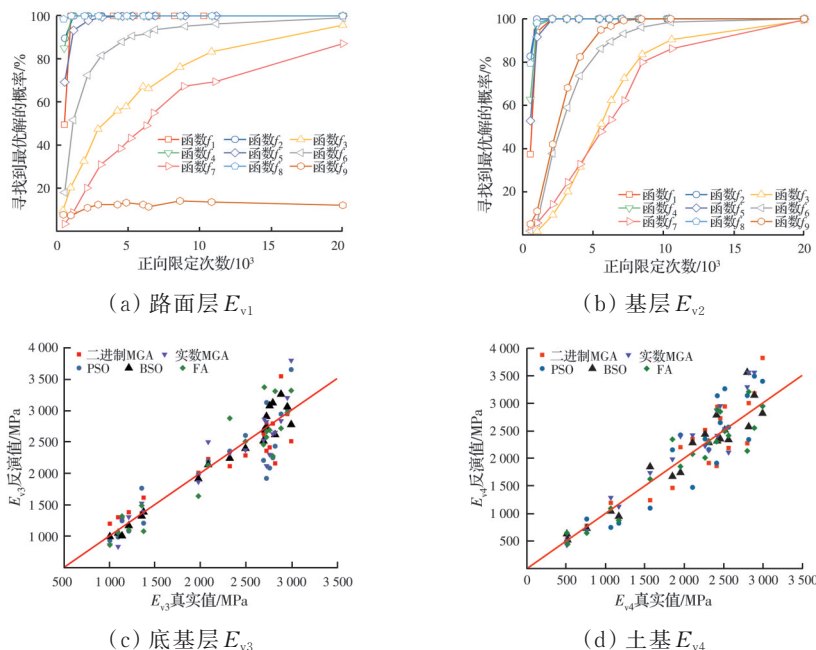 寻找到最优解的概率/%
100
80
60
40
20
函数f1 函数f2 函数f3
函数f4 函数f5 函数f6
函数f7 函数f8 函数f9
0 5 10 15 20
正向限定次数/10³
(a) 路面层Ev1
寻找到最优解的概率/%
100
80
60
40
20
函数f1 函数f2 函数f3
函数f4 函数f5 函数f6
函数f7 函数f8 函数f9
0 5 10 15 20
正向限定次数/10³
(b) 基层Ev2
Ev3反演值/MPa
4 000
3 500
3 000
2 500
2 000
1 500
1 000
二进制MGA 实数MGA
PSO BSO FA
500 1 000 1 500 2 000 2 500 3 000 3 500
Ev3真实值/MPa
(c) 底基层Ev3
Ev4反演值/MPa
4 000
3 500
3 000
2 500
2 000
1 500
1 000
500
二进制MGA 实数MGA
PSO BSO FA
0 500 1 000 1 500 2 000 2 500 3 000 3 500
Ev4真实值/MPa
(d) 土基Ev4